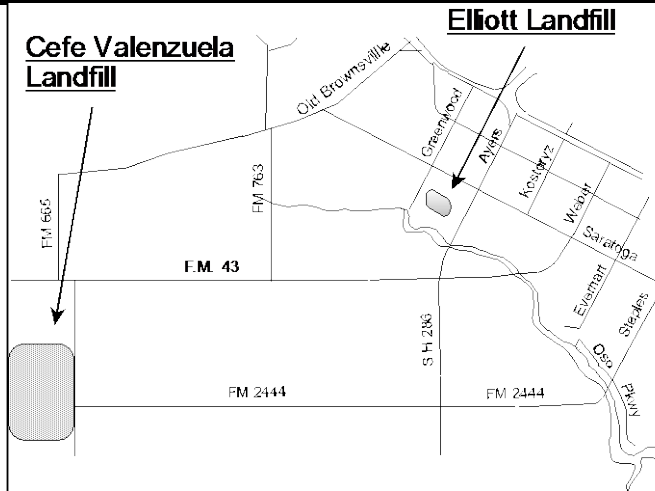 Elliott Landfill
Cefe Valenzuela
Landfill
Old Brownsville
Greenwood
Ayers
Kostoryz
Weber
Saratoga
FM 763
FM 665
F.M. 43
Everhart
Staples
S H 286
Oso
Pkwy
FM 2444
FM 2444